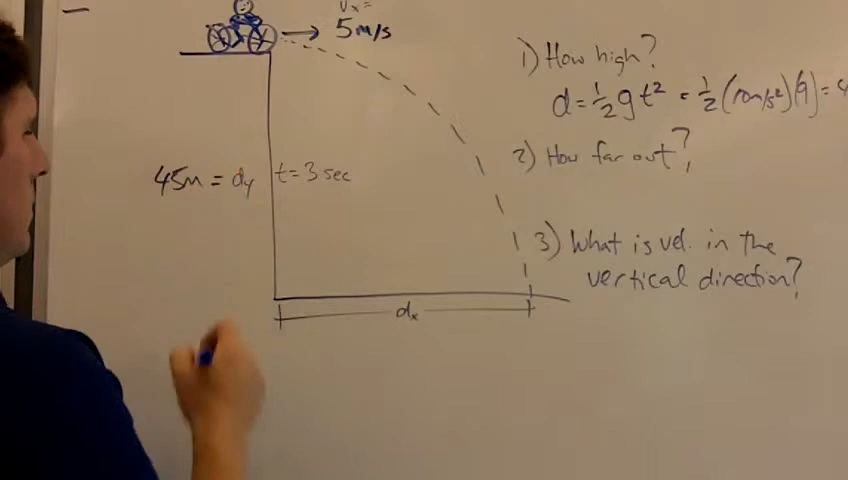 Vx =
5m/s
1) How high?
d = ½gt² = ½(10m/s²)(9) = 4
45m = dy
t = 3 sec
2) How far out?
3) What is vel. in the
vertical direction?
dx